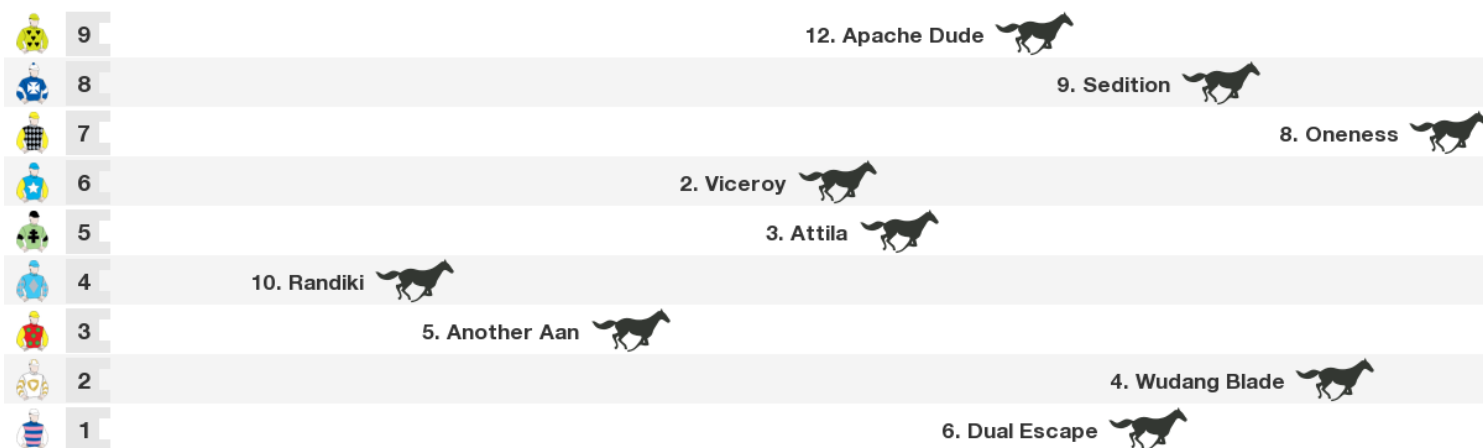 9 12. Apache Dude
8 9. Sedition
7 8. Oneness
6 2. Viceroy
5 3. Attila
4 10. Randiki
3 5. Another Aan
2 4. Wudang Blade
1 6. Dual Escape